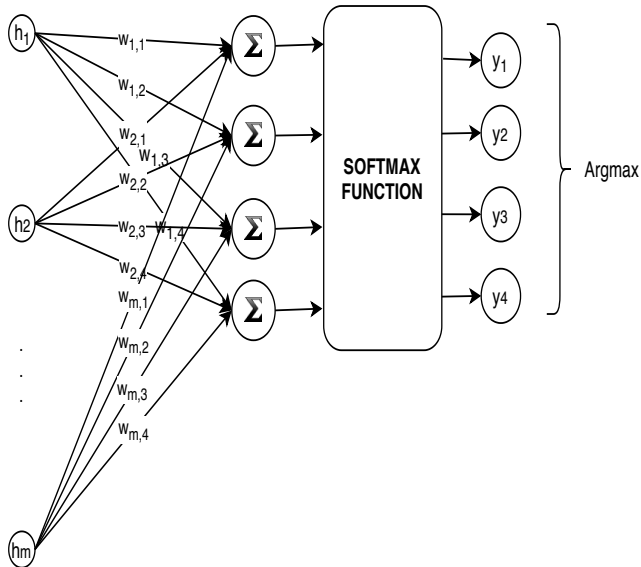 h1
w1,1
Σ
y1
w1,2
w2,1
Σ
y2
w1,3
SOFTMAX
FUNCTION
Argmax
w2,2
h2
w2,3
w1,4
Σ
y3
w2,4
wm,1
Σ
y4
wm,2
.
.
.
wm,3
wm,4
hm